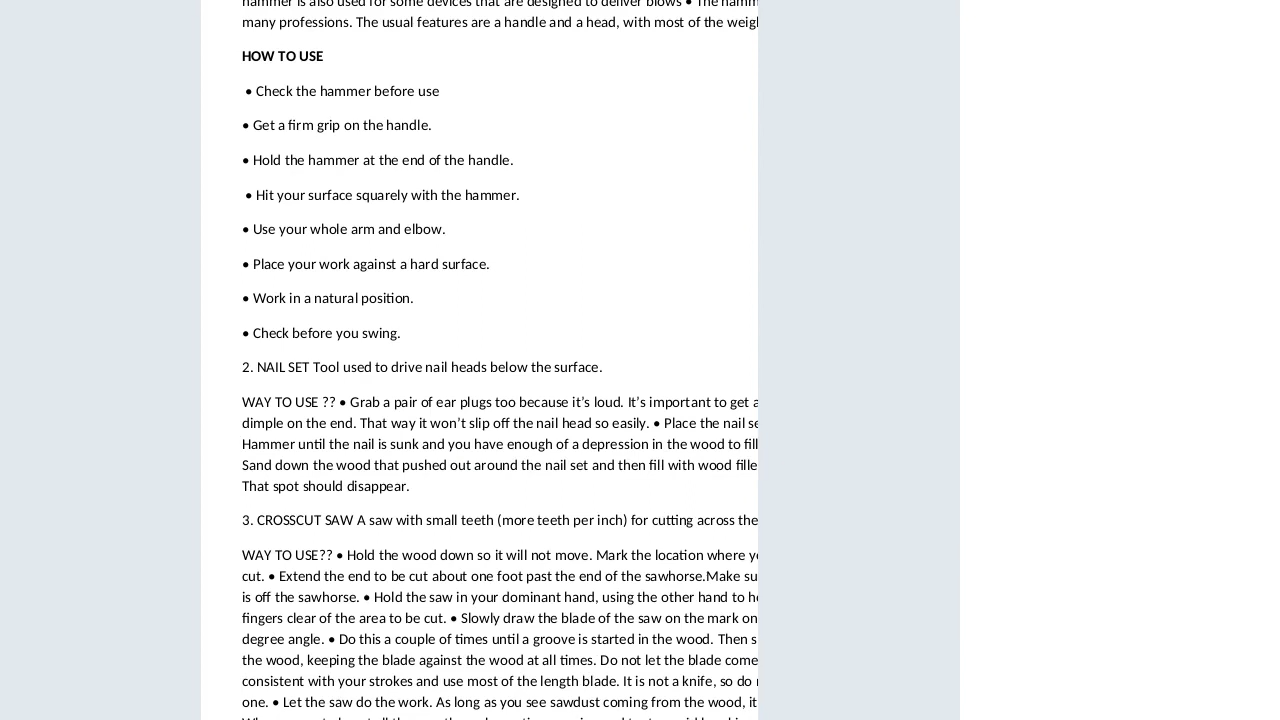 hammer is also used for some devices that are designed to deliver blows • The hamm
many professions. The usual features are a handle and a head, with most of the weigh
HOW TO USE
• Check the hammer before use
• Get a firm grip on the handle.
• Hold the hammer at the end of the handle.
• Hit your surface squarely with the hammer.
• Use your whole arm and elbow.
• Place your work against a hard surface.
• Work in a natural position.
• Check before you swing.
2. NAIL SET Tool used to drive nail heads below the surface.
WAY TO USE ?? • Grab a pair of ear plugs too because it’s loud. It’s important to get a
dimple on the end. That way it won’t slip off the nail head so easily. • Place the nail se
Hammer until the nail is sunk and you have enough of a depression in the wood to fill
Sand down the wood that pushed out around the nail set and then fill with wood fille
That spot should disappear.
3. CROSSCUT SAW A saw with small teeth (more teeth per inch) for cutting across the
WAY TO USE?? • Hold the wood down so it will not move. Mark the location where yo
cut. • Extend the end to be cut about one foot past the end of the sawhorse.Make su
is off the sawhorse. • Hold the saw in your dominant hand, using the other hand to ho
fingers clear of the area to be cut. • Slowly draw the blade of the saw on the mark on
degree angle. • Do this a couple of times until a groove is started in the wood. Then s
the wood, keeping the blade against the wood at all times. Do not let the blade come
consistent with your strokes and use most of the length blade. It is not a knife, so do
one. • Let the saw do the work. As long as you see sawdust coming from the wood, it